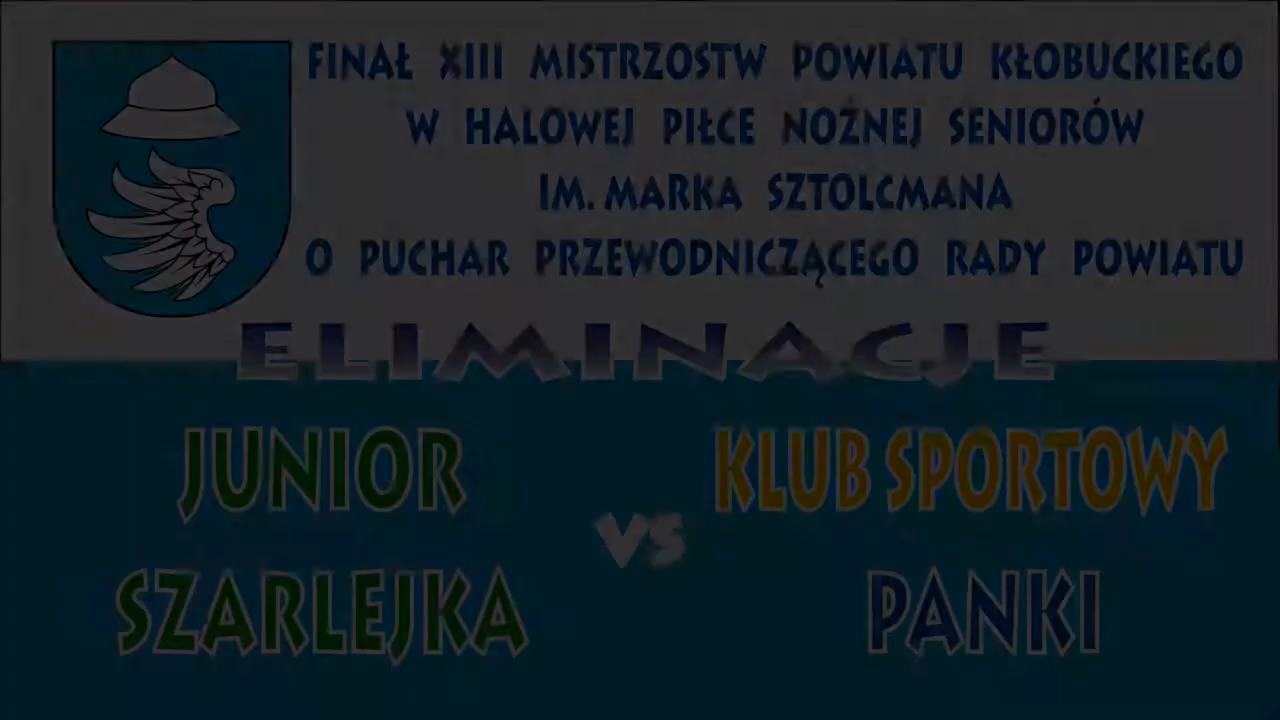 FINAŁ XIII MISTRZOSTW POWIATU KŁOBUCKIEGO
W HALOWEJ PIŁCE NOŻNEJ SENIORÓW
IM. MARKA SZTOLCMANA
O PUCHAR PRZEWODNICZĄCEGO RADY POWIATU
ELIMINACJE
JUNIOR
SZARLEJKA
VS
KLUB SPORTOWY
PANKI